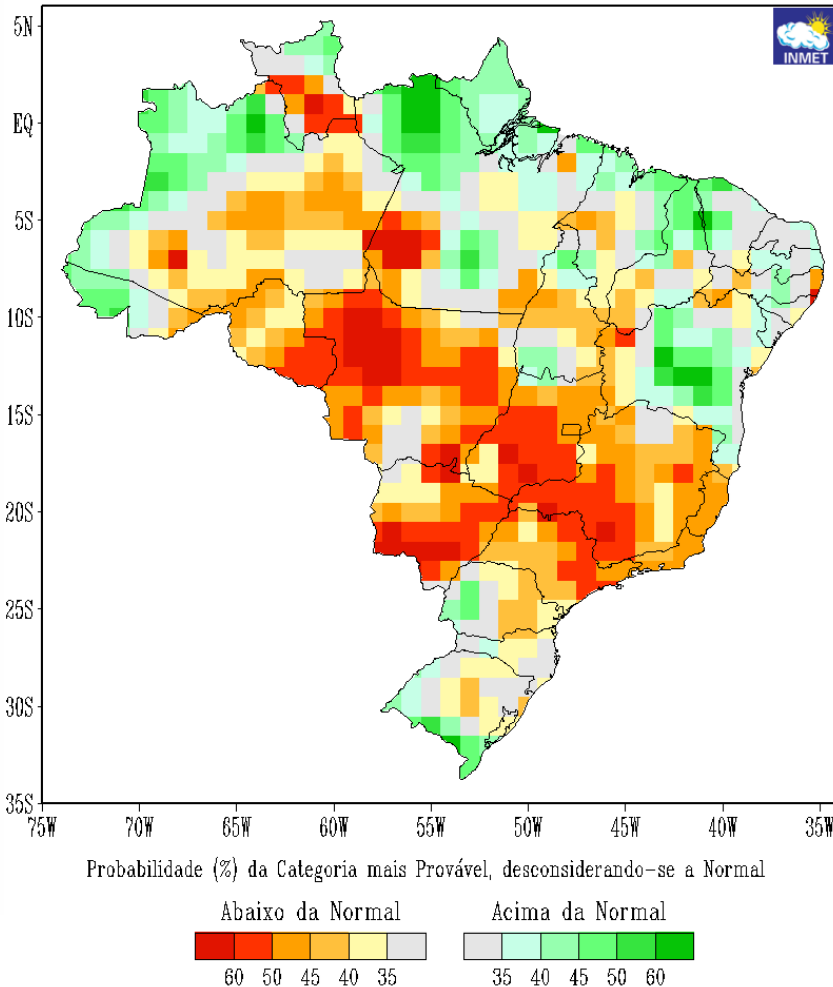 5N
INMET
EQ
5S
10S
15S
20S
25S
30S
35S
75W 70W 65W 60W 55W 50W 45W 40W 35W
Probabilidade (%) da Categoria mais Provável, desconsiderando-se a Normal
Abaixo da Normal Acima da Normal
60 50 45 40 35 35 40 45 50 60